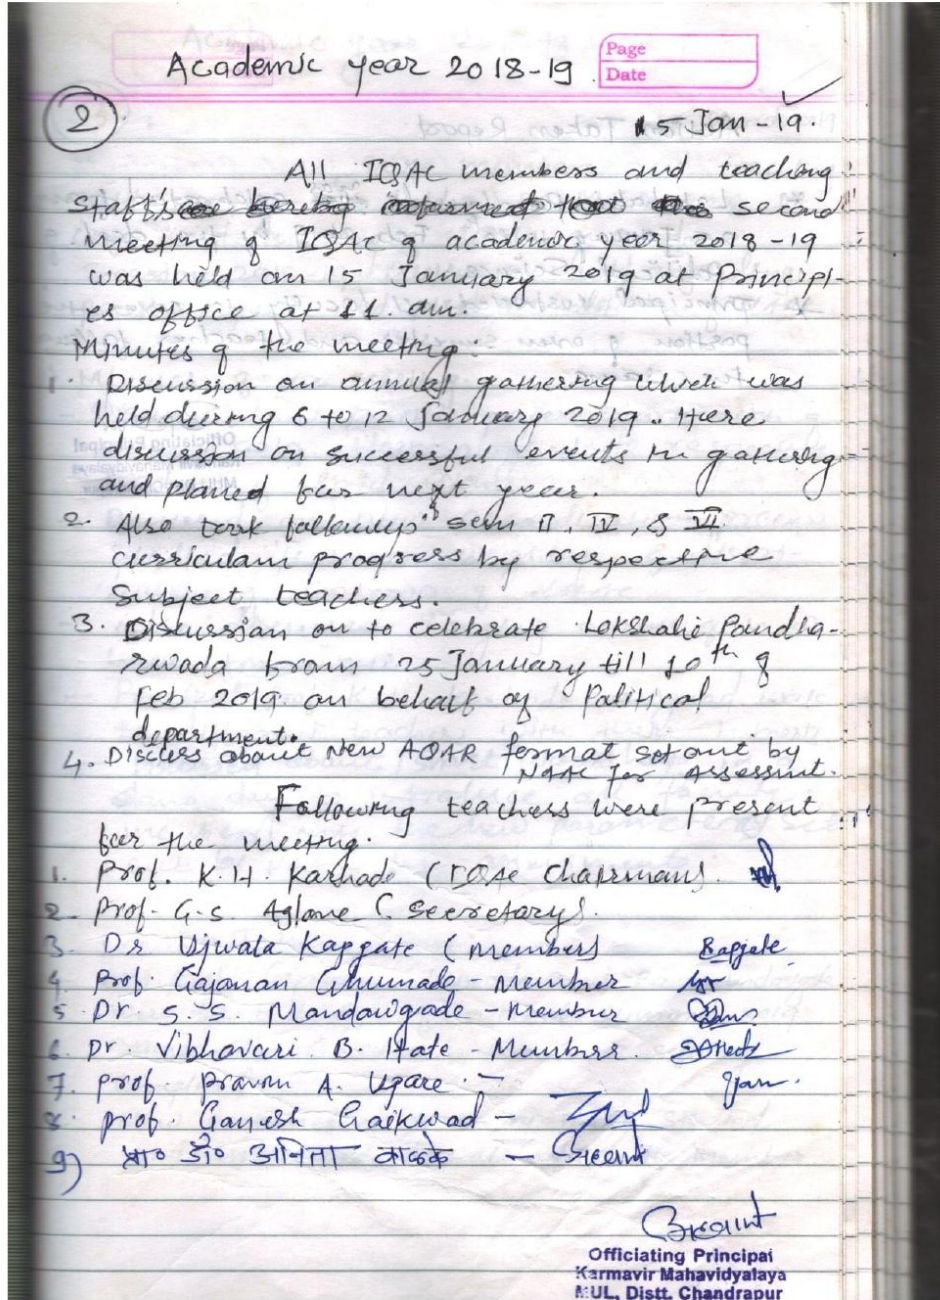 Academic year 2018-19
Page
Date
2
15 Jan-19.
All IQAC members and teaching
staff's second
meeting of IQAC of academic year 2018-19
was held on 15 January 2019 at Principl-
es office at 11. am.
Minutes of the meeting:
1. Discussion on annual gathering which was
held during 6 to 12 January 2019. Here
discussion on successful events in gathering
and planed for next year.
2. Also took followup's sem II, IV, & VI
curriculam progress by respective
Subject teachers.
3. Discussion on to celebrate Lokshahi Pandha-
rwada from 25 January till 10th of
Feb 2019 on behalf of Political
department.
4. Discuss about New AQAR format set out by
NAAC for Assessmt.
Following teachers were present
for the meeting.
1. Prof. K.H. Karhade (IQAC Chairman).
2. Prof. G.S. Aglawe (Secretary).
3. Dr Ujwala Kapgate (member) Kapgate
4. Prof. Gajanan Ghumade - Member
5. Dr. S.S. Mandawgade - Member
6. Dr. Vibhavari B. Hate - Member.
7. Prof. Pravin A. Ugare. -
8. Prof. Ganesh Gaikwad -
9) प्रा० डॉ० अनिता वाळके -
Officiating Principal
Karmavir Mahavidyalaya
MUL, Distt. Chandrapur